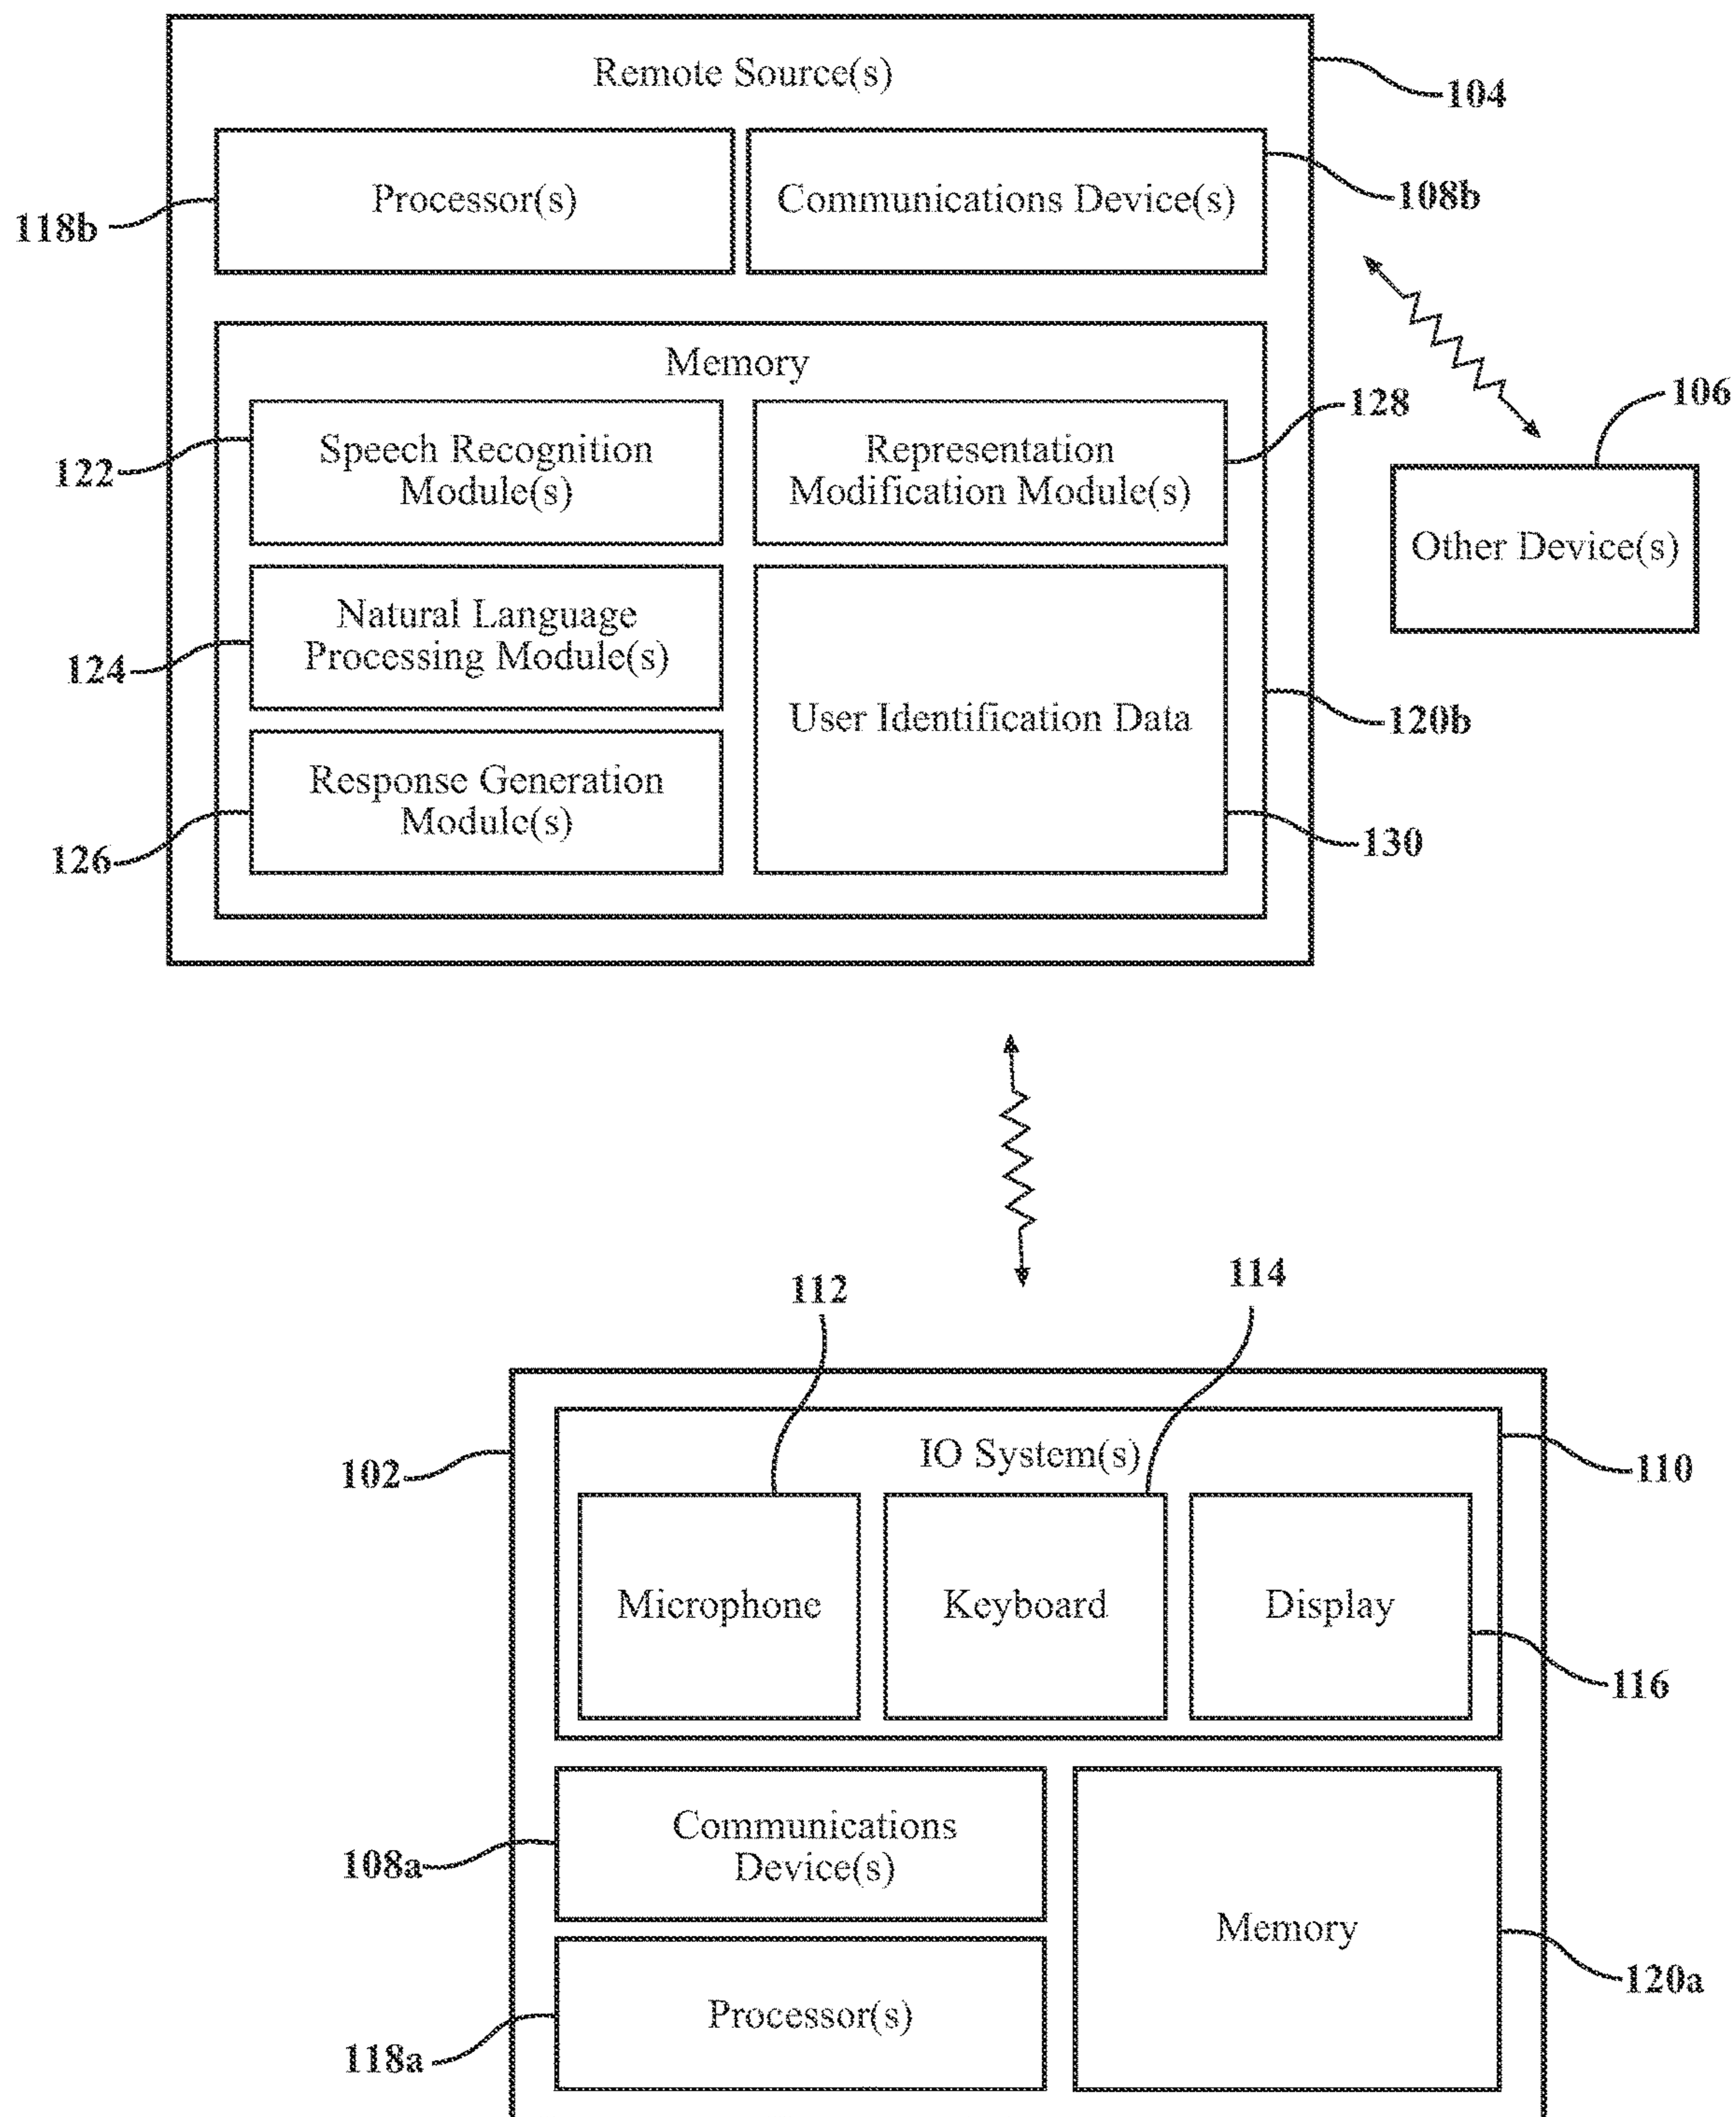 Remote Source(s)
104
Processor(s)
Communications Device(s)
108b
118b
Memory
106
128
Speech Recognition
Module(s)
122
Representation
Modification Module(s)
Other Device(s)
Natural Language
Processing Module(s)
124
User Identification Data
120b
Response Generation
Module(s)
126
130
112
114
102
IO System(s)
110
Microphone
Keyboard
Display
116
Communications
Device(s)
108a
Memory
120a
Processor(s)
118a